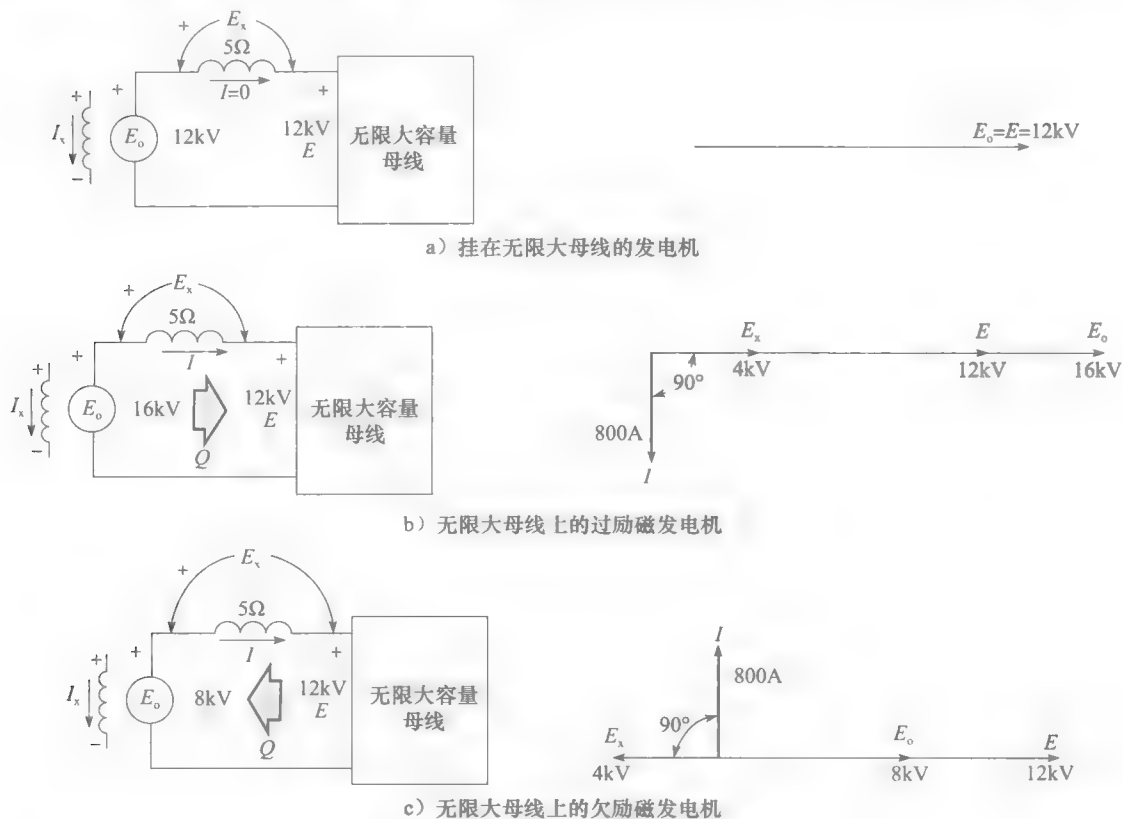 + Eₓ
5Ω
I=0
+ + +
Iₓ Eₒ 12kV 12kV 无限大容量
E 母线
−
Eₒ=E=12kV
a）挂在无限大母线的发电机
+ Eₓ
5Ω
I
+ + +
Iₓ Eₒ 16kV 12kV 无限大容量
E 母线
−
Q
Eₓ E Eₒ
4kV 12kV 16kV
90°
800A
I
b）无限大母线上的过励磁发电机
+ Eₓ
5Ω
I
+ + +
Iₓ Eₒ 8kV 12kV 无限大容量
E 母线
−
Q
I
800A
90°
Eₓ Eₒ E
4kV 8kV 12kV
c）无限大母线上的欠励磁发电机